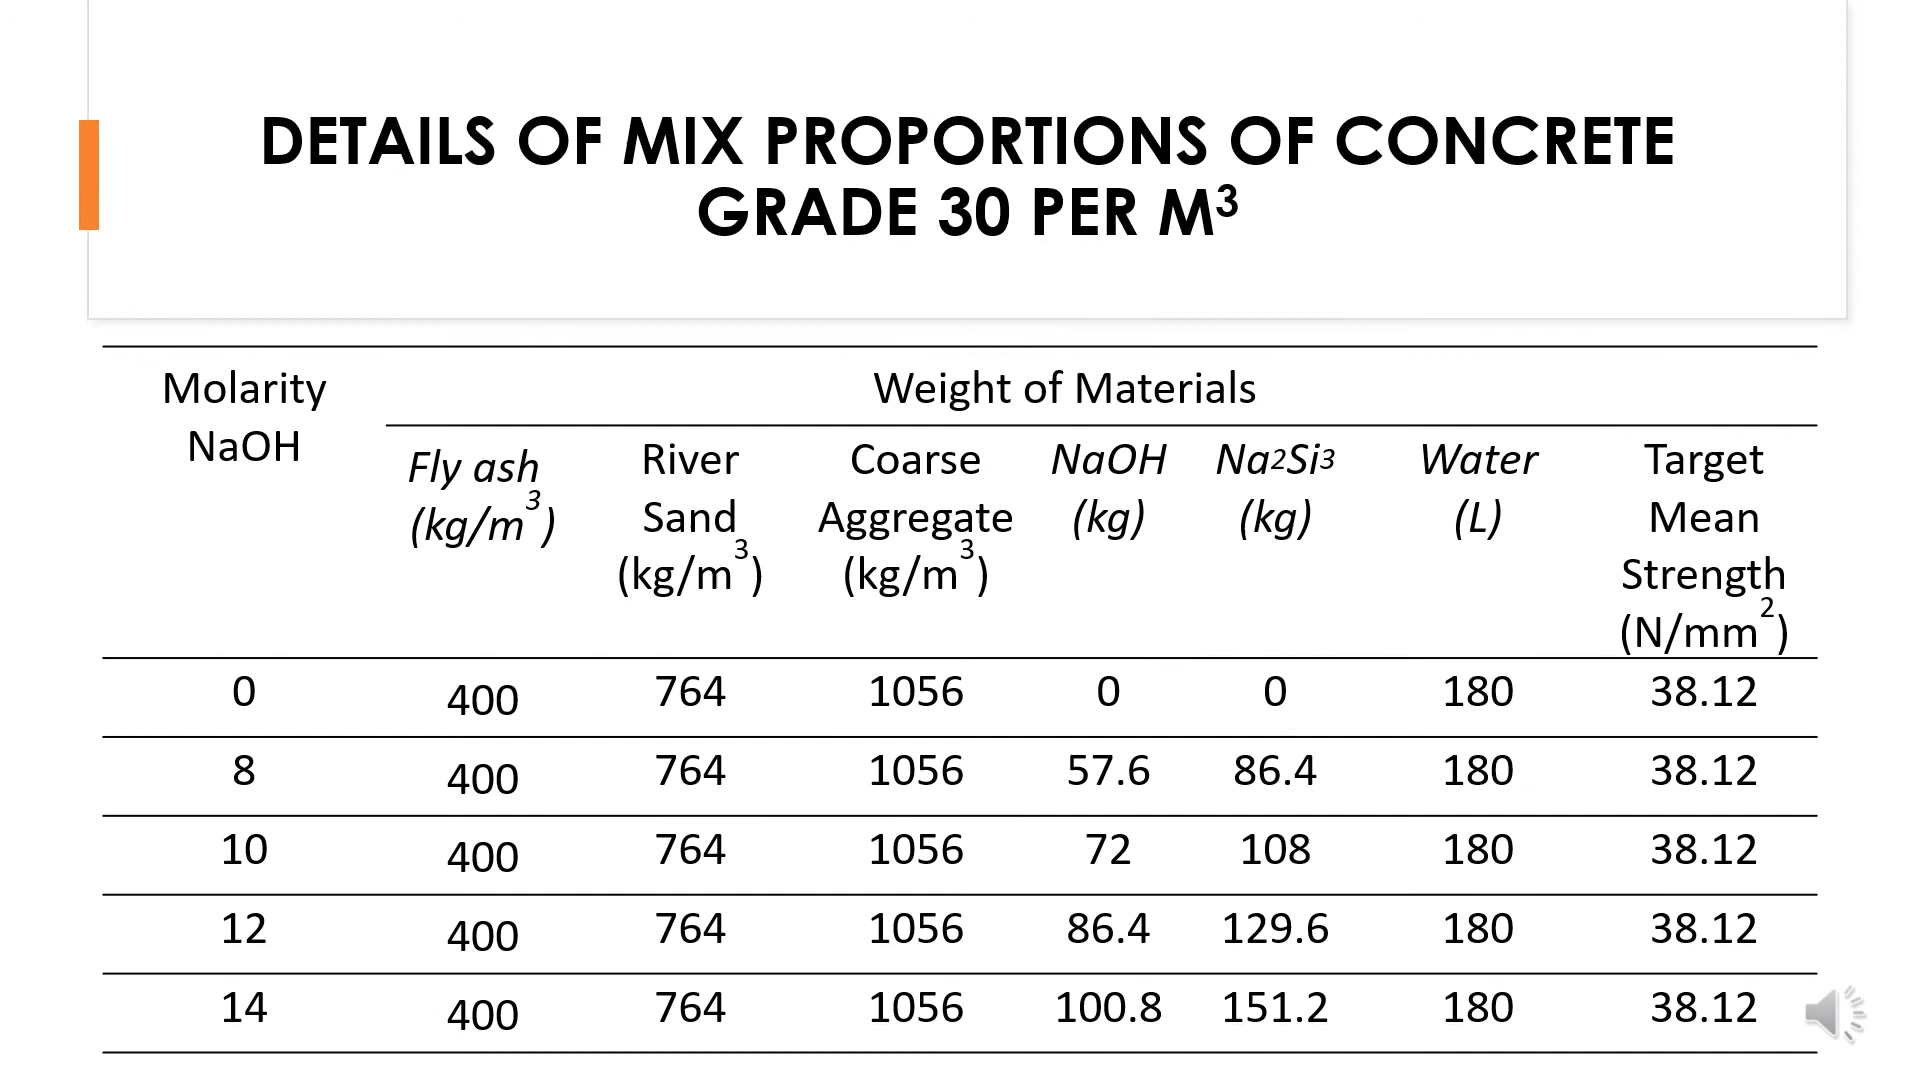 DETAILS OF MIX PROPORTIONS OF CONCRETE
GRADE 30 PER M³
Molarity NaOH
Weight of Materials
Fly ash (kg/m³)
River Sand (kg/m³)
Coarse Aggregate (kg/m³)
NaOH (kg)
Na2Si3 (kg)
Water (L)
Target Mean Strength (N/mm²)
0 400 764 1056 0 0 180 38.12
8 400 764 1056 57.6 86.4 180 38.12
10 400 764 1056 72 108 180 38.12
12 400 764 1056 86.4 129.6 180 38.12
14 400 764 1056 100.8 151.2 180 38.12